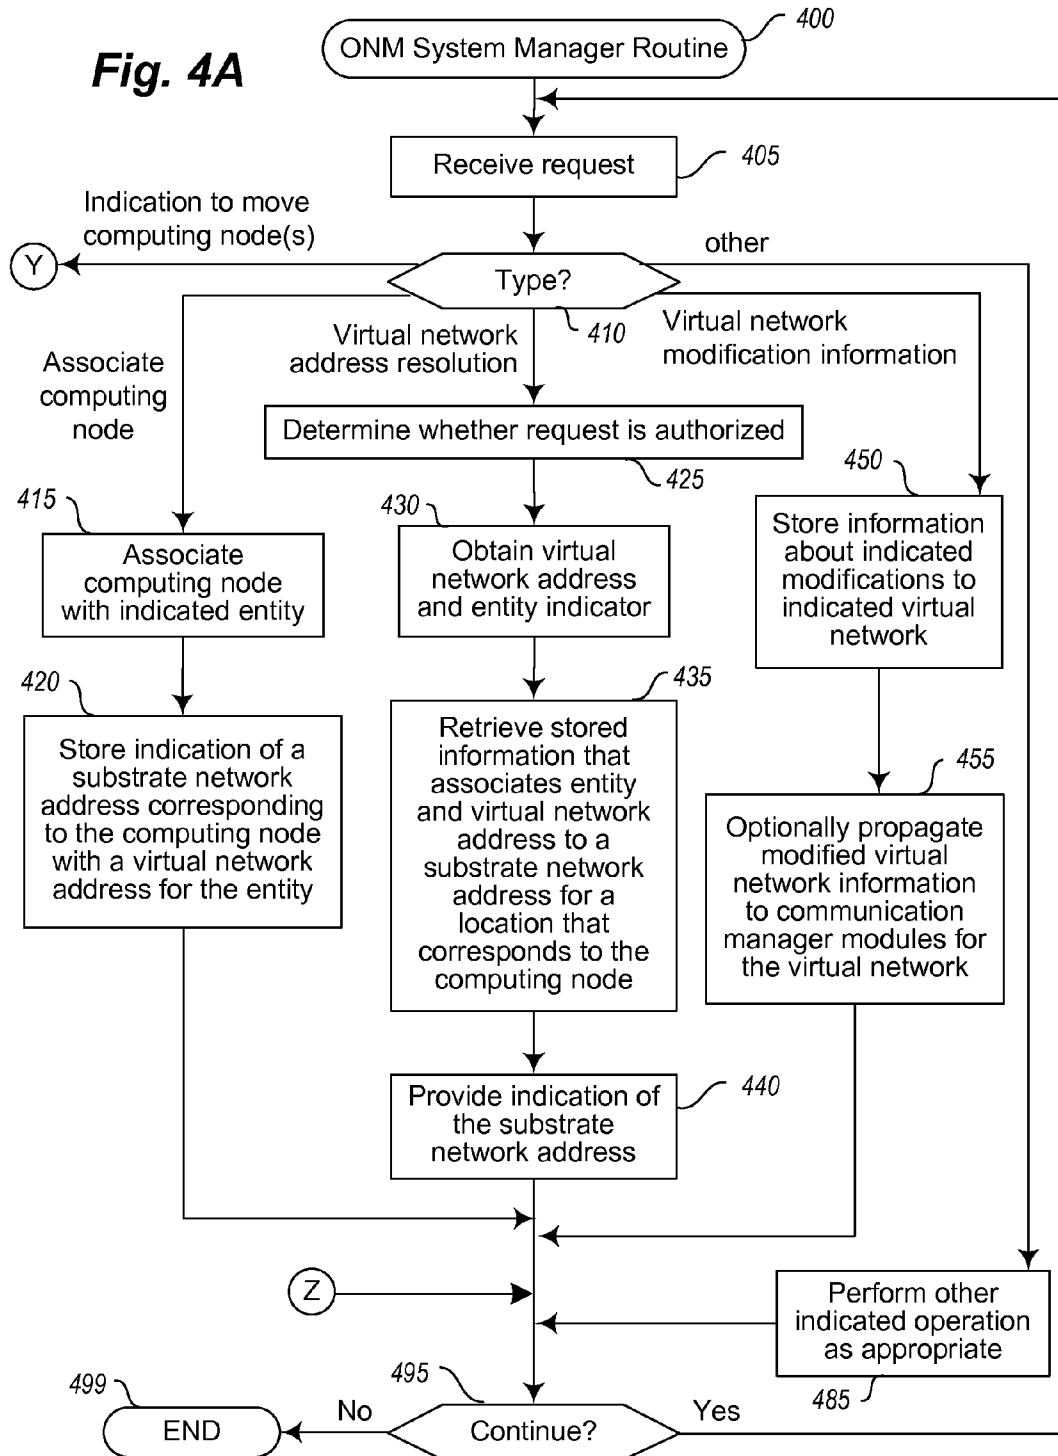 Fig. 4A
ONM System Manager Routine
400
Receive request
405
Indication to move
computing node(s)
Y
other
Type?
410
Virtual network
address resolution
Virtual network
modification information
Associate
computing
node
Determine whether request is authorized
425
415
Associate
computing node
with indicated entity
430
Obtain virtual
network address
and entity indicator
450
Store information
about indicated
modifications to
indicated virtual
network
420
Store indication of a
substrate network
address corresponding
to the computing node
with a virtual network
address for the entity
435
Retrieve stored
information that
associates entity
and virtual network
address to a
substrate network
address for a
location that
corresponds to the
computing node
455
Optionally propagate
modified virtual
network information
to communication
manager modules for
the virtual network
440
Provide indication of
the substrate
network address
Z
Perform other
indicated operation
as appropriate
485
499
END
No
495
Continue?
Yes